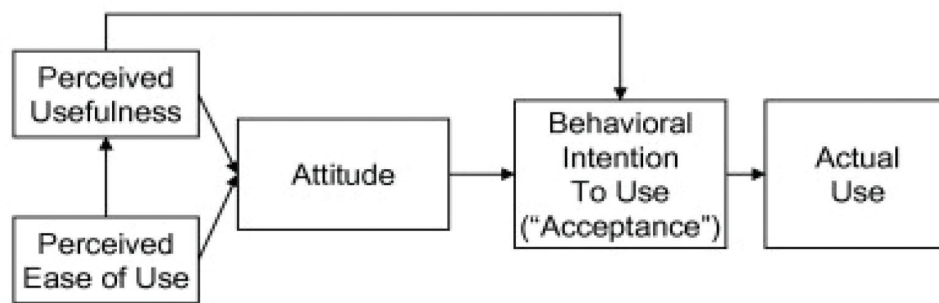 Perceived
Usefulness
Perceived
Ease of Use
Attitude
Behavioral
Intention
To Use
(“Acceptance”)
Actual
Use